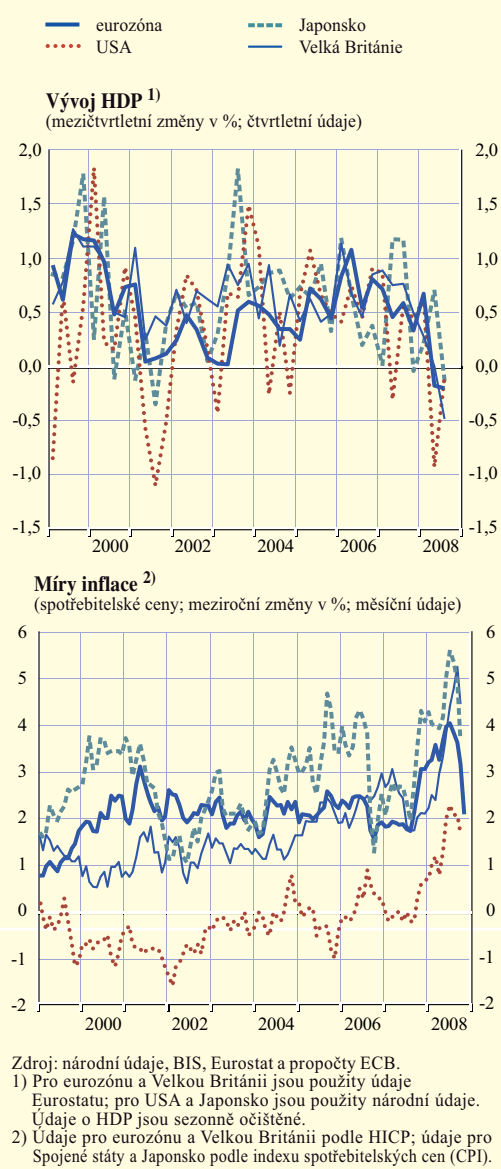 eurozóna
USA
Japonsko
Velká Británie
Vývoj HDP 1)
(mezičtvrtletní změny v %; čtvrtletní údaje)
2,0 2,0
1,5 1,5
1,0 1,0
0,5 0,5
0,0 0,0
-0,5 -0,5
-1,0 -1,0
-1,5 -1,5
2000 2002 2004 2006 2008
Míry inflace 2)
(spotřebitelské ceny; meziroční změny v %; měsíční údaje)
6 6
5 5
4 4
3 3
2 2
1 1
0 0
-1 -1
-2 -2
2000 2002 2004 2006 2008
Zdroj: národní údaje, BIS, Eurostat a propočty ECB.
1) Pro eurozónu a Velkou Británii jsou použity údaje
Eurostatu; pro USA a Japonsko jsou použity národní údaje.
Údaje o HDP jsou sezonně očištěné.
2) Údaje pro eurozónu a Velkou Británii podle HICP; údaje pro
Spojené státy a Japonsko podle indexu spotřebitelských cen (CPI).